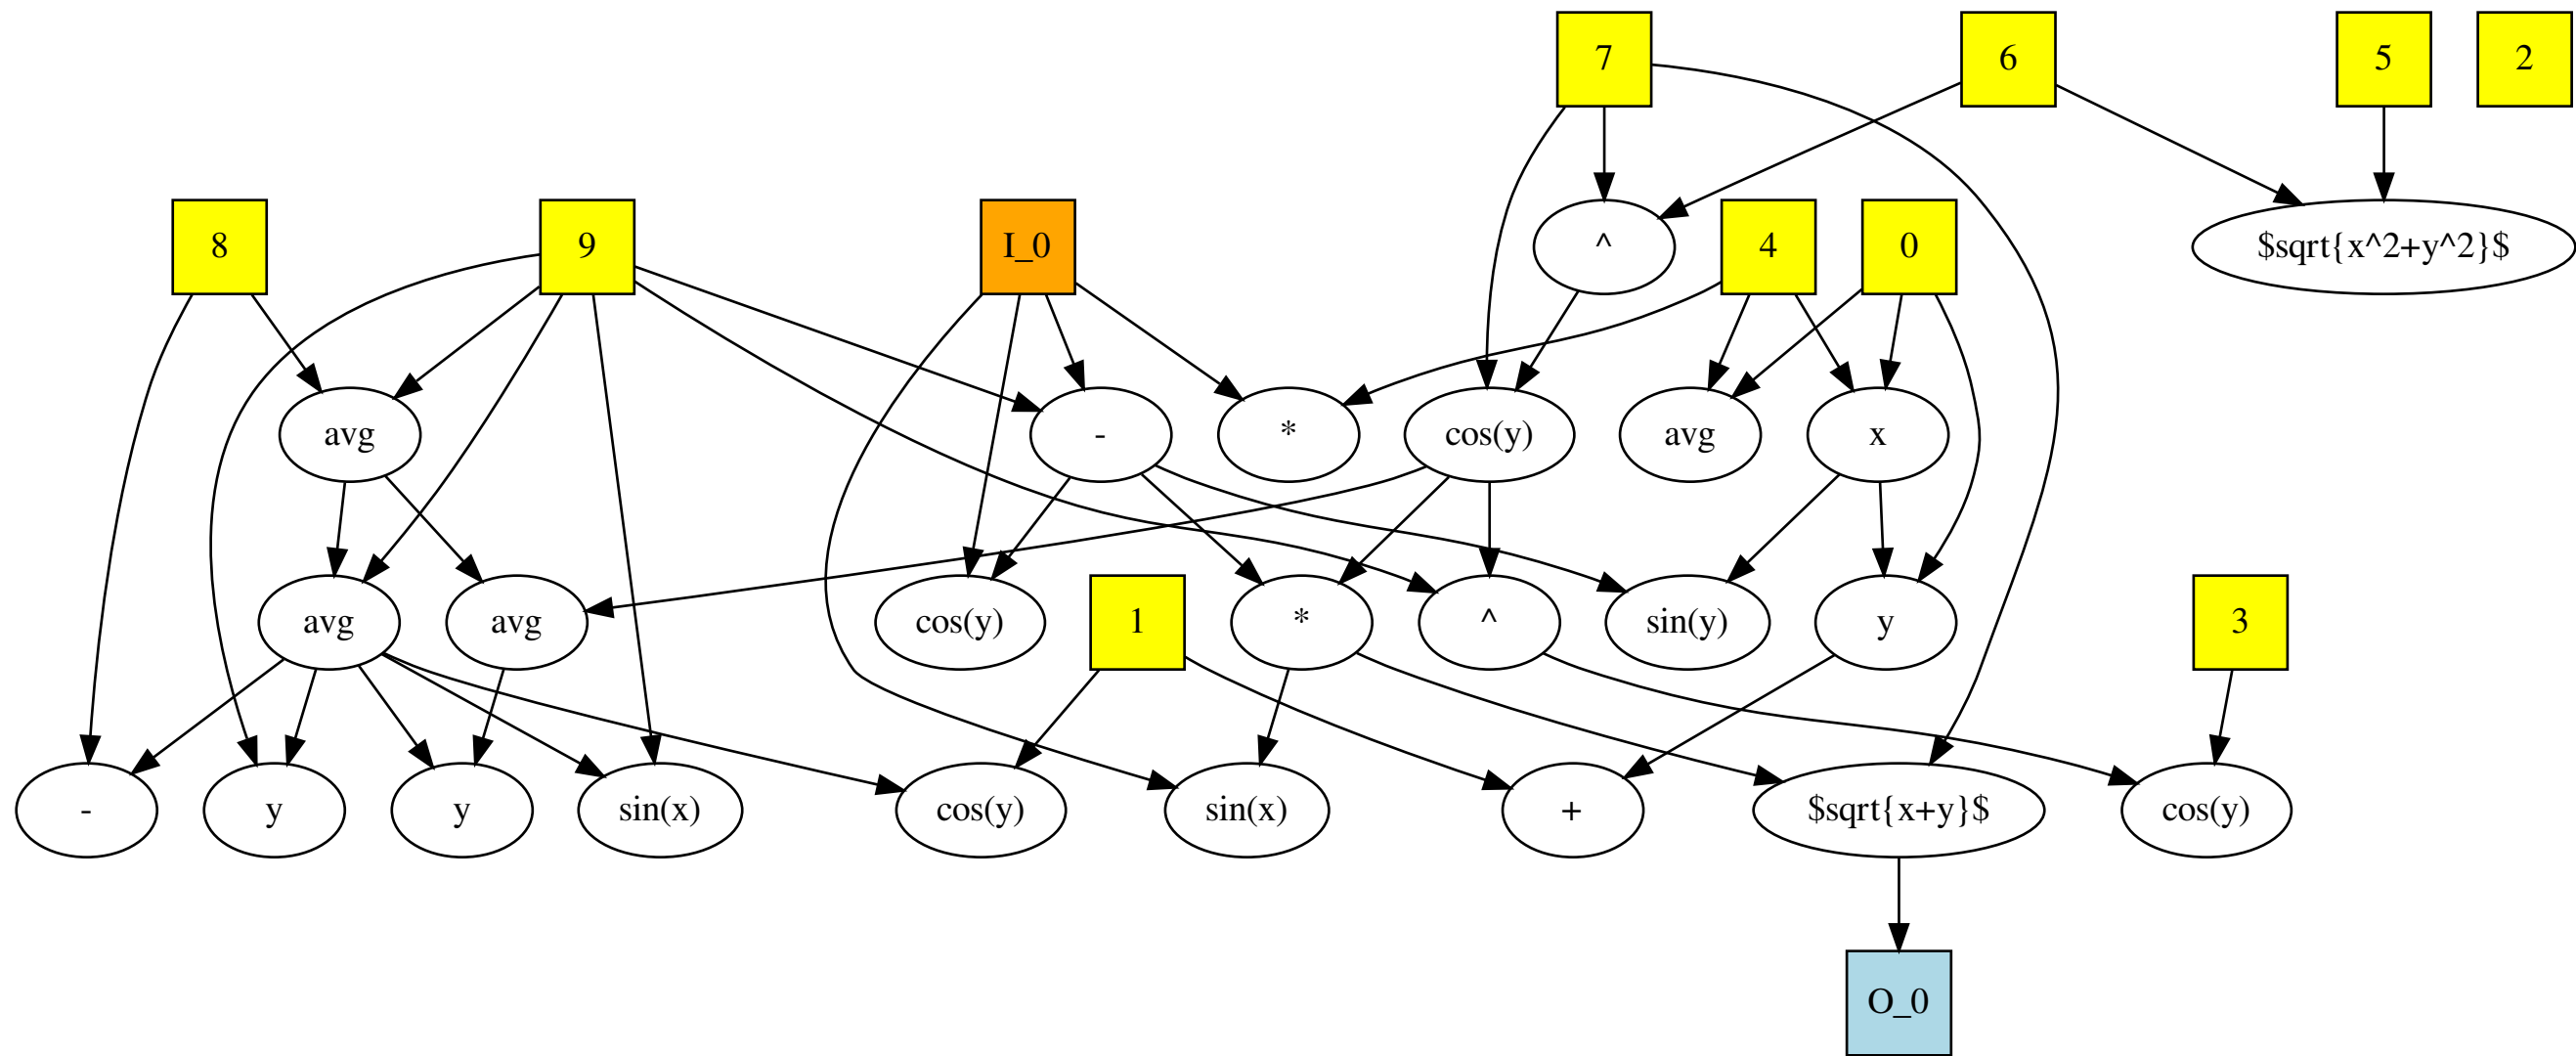 7
6
5
2
8
9
I_0
^
4
0
$sqrt{x^2+y^2}$
avg
-
*
cos(y)
avg
x
avg
avg
cos(y)
1
*
^
sin(y)
y
3
-
y
y
sin(x)
cos(y)
sin(x)
+
$sqrt{x+y}$
cos(y)
O_0